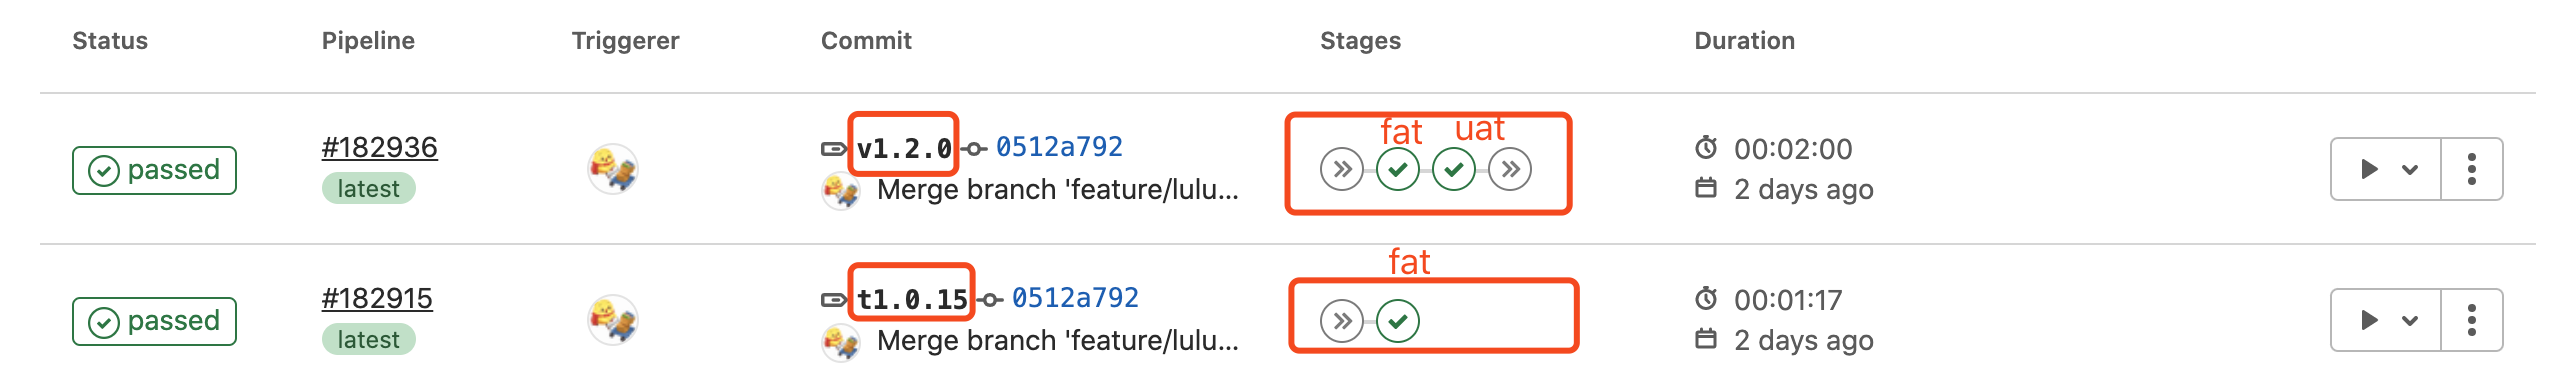 Status Pipeline Triggerer Commit Stages Duration
passed #182936 v1.2.0 0512a792 fat uat 00:02:00
latest Merge branch 'feature/lulu... 2 days ago
fat
passed #182915 t1.0.15 0512a792 00:01:17
latest Merge branch 'feature/lulu... 2 days ago